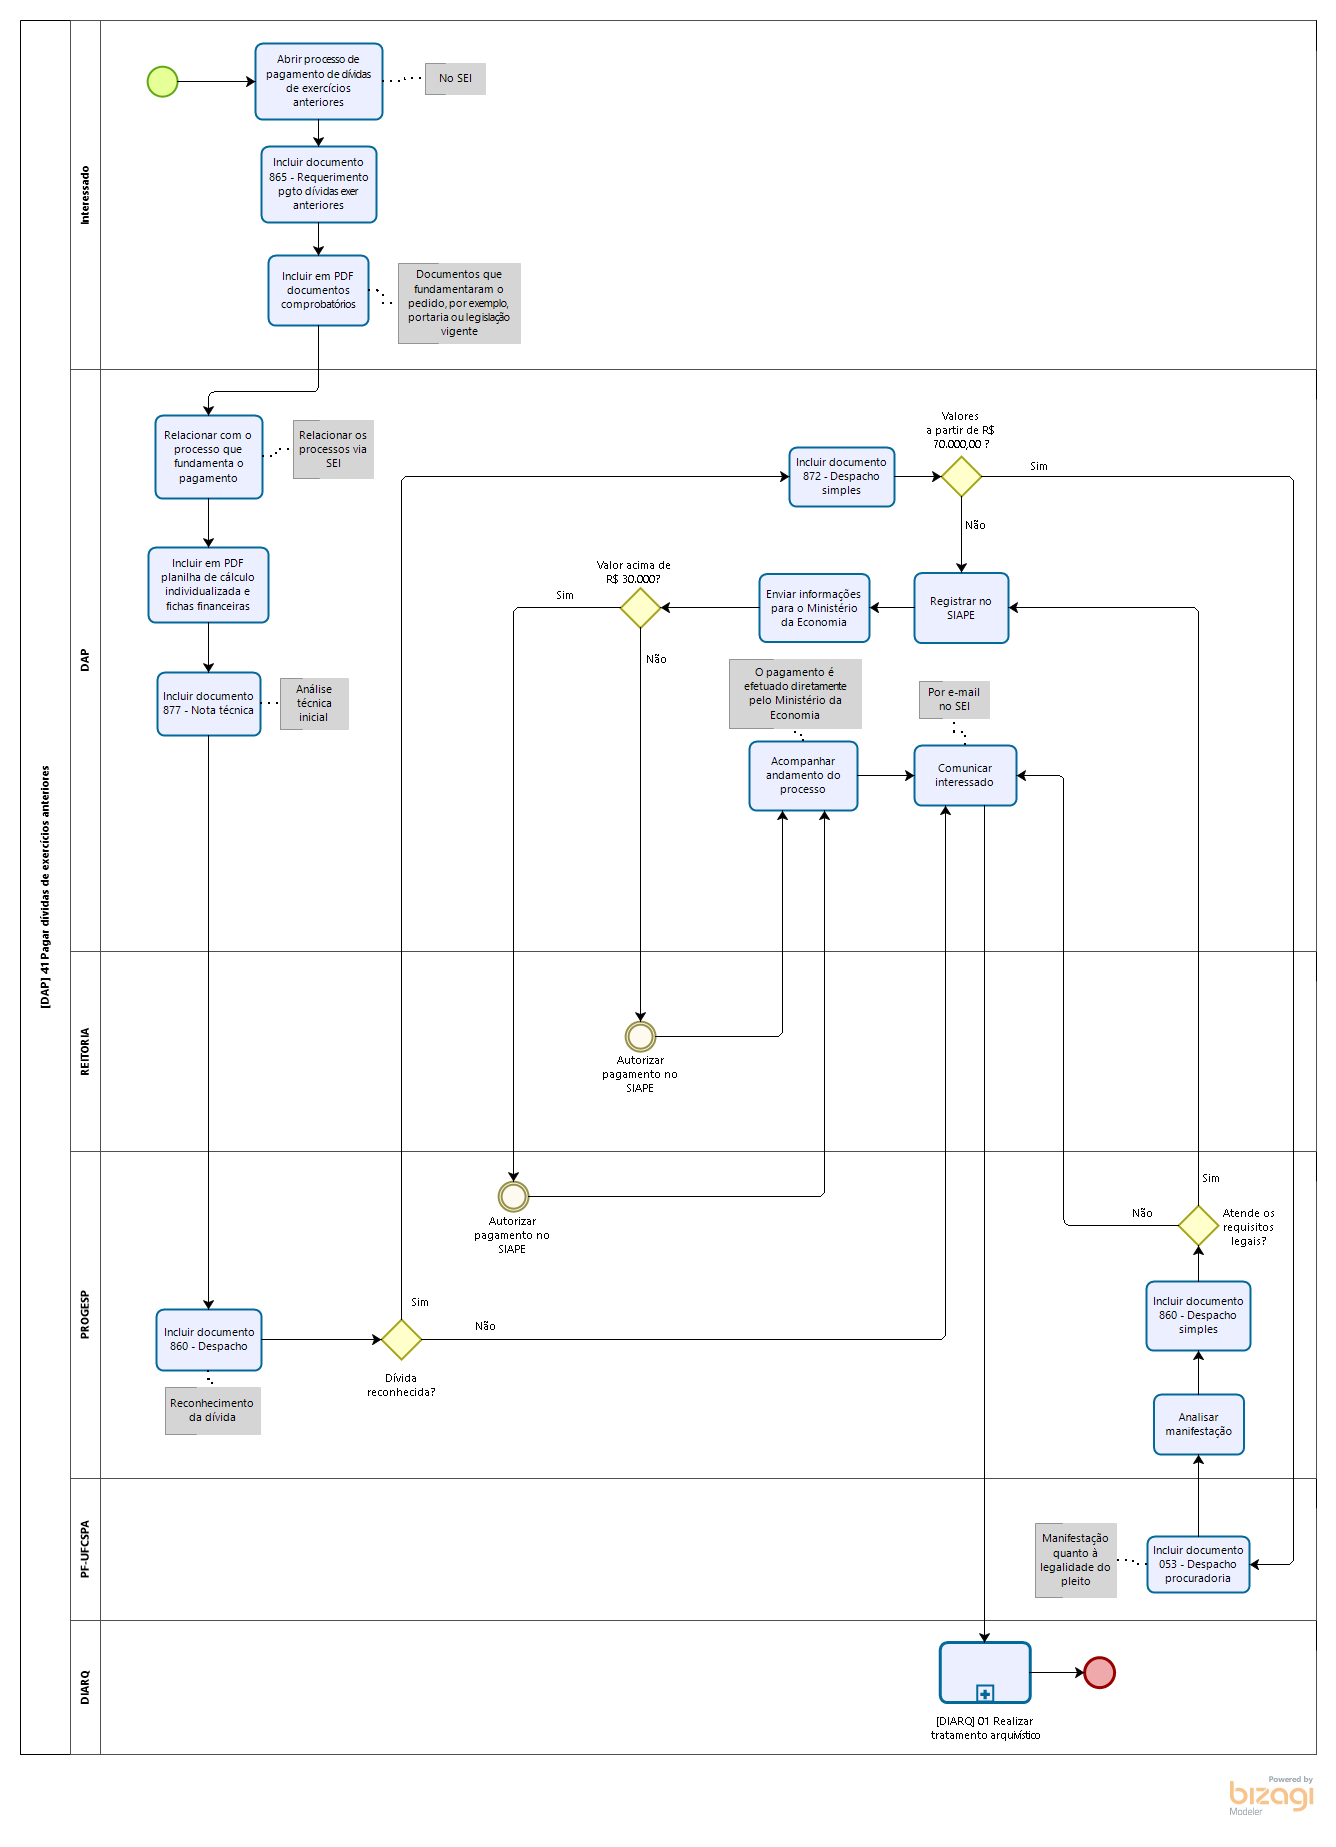 [DAP] 41 Pagar dívidas de exercícios anteriores
Interessado
Abrir processo de
pagamento de dívidas
de exercícios
anteriores
No SEI
Incluir documento
865 - Requerimento
pgto dívidas exer
anteriores
Incluir em PDF
documentos
comprobatórios
Documentos que
fundamentaram o
pedido, por exemplo,
portaria ou legislação
vigente
DAP
Relacionar com o
processo que
fundamenta o
pagamento
Relacionar os
processos via
SEI
Incluir em PDF
planilha de cálculo
individualizada e
fichas financeiras
Incluir documento
877 - Nota técnica
Análise
técnica
inicial
Incluir documento
872 - Despacho
simples
Valores
a partir de R$
70.000,00 ?
Sim
Não
Registrar no
SIAPE
Enviar informações
para o Ministério
da Economia
Valor acima de
R$ 30.000?
Sim
Não
O pagamento é
efetuado diretamente
pelo Ministério da
Economia
Acompanhar
andamento do
processo
Por e-mail
no SEI
Comunicar
interessado
REITORIA
Autorizar
pagamento no
SIAPE
PROGESP
Autorizar
pagamento no
SIAPE
Incluir documento
860 - Despacho
Reconhecimento
da dívida
Dívida
reconhecida?
Sim
Não
Sim
Não
Atende os
requisitos
legais?
Incluir documento
860 - Despacho
simples
Analisar
manifestação
PF-UFCSPA
Manifestação
quanto à
legalidade do
pleito
Incluir documento
053 - Despacho
procuradoria
DIARQ
[DIARQ] 01 Realizar
tratamento arquivístico
Powered by
bizagi
Modeler